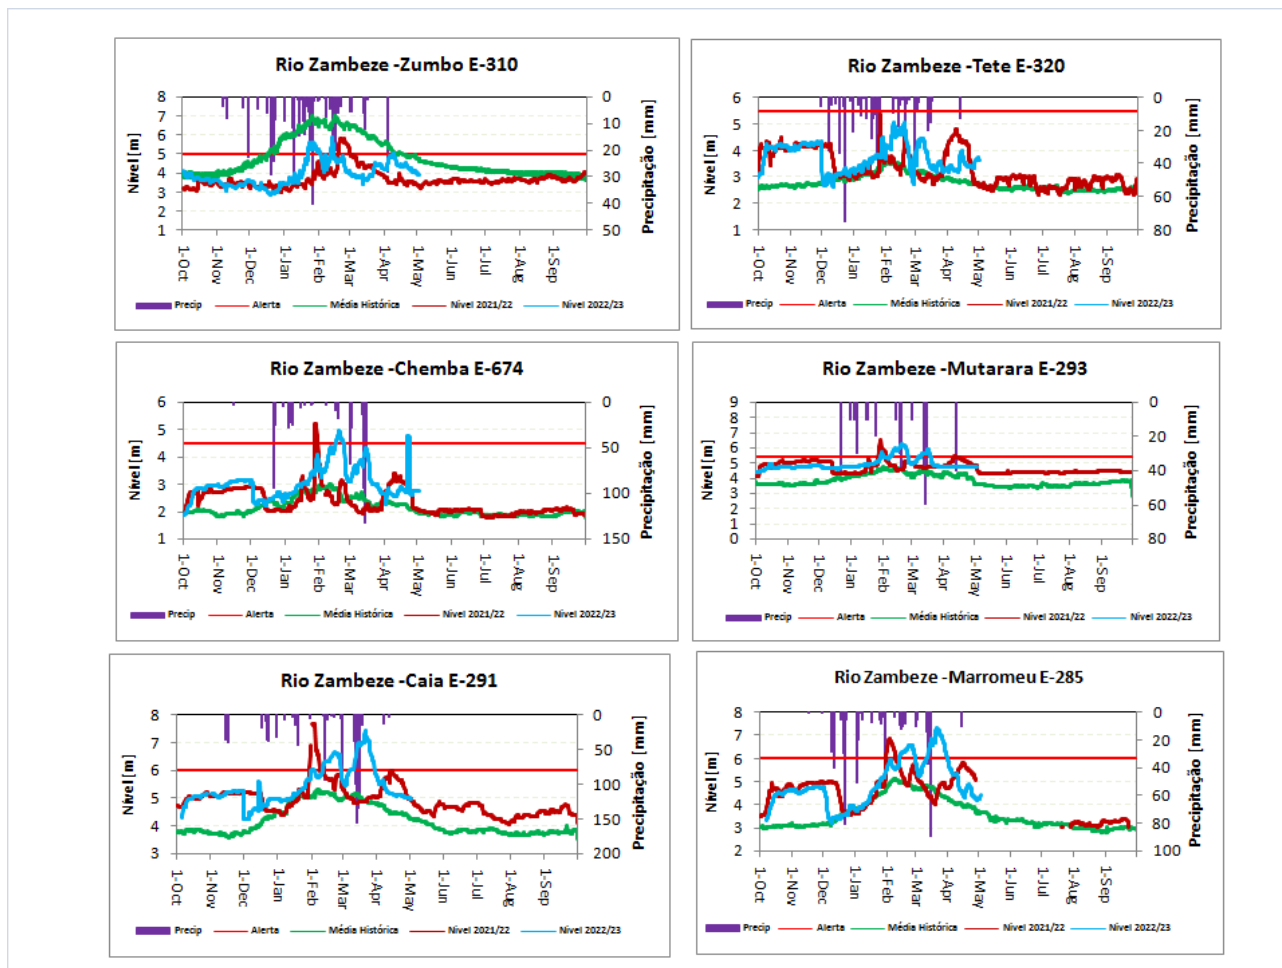 Rio Zambeze -Zumbo E-310
8
7
6
5
4
3
2
1
Nível [m]
0
10
20
30
40
50
Precipitação [mm]
1-Oct
1-Nov
1-Dec
1-Jan
1-Feb
1-Mar
1-Apr
1-May
1-Jun
1-Jul
1-Aug
1-Sep
Precip Alerta Média Histórica Nivel 2021/22 Nivel 2022/23
Rio Zambeze -Tete E-320
6
5
4
3
2
1
Nível [m]
0
20
40
60
80
Precipitação [mm]
1-Oct
1-Nov
1-Dec
1-Jan
1-Feb
1-Mar
1-Apr
1-May
1-Jun
1-Jul
1-Aug
1-Sep
Precip Alerta Média Histórica Nivel 2021/22 Nivel 2022/23
Rio Zambeze -Chemba E-674
6
5
4
3
2
1
Nível [m]
0
50
100
150
Precipitação [mm]
1-Oct
1-Nov
1-Dec
1-Jan
1-Feb
1-Mar
1-Apr
1-May
1-Jun
1-Jul
1-Aug
1-Sep
Precip Alerta Média Histórica Nivel 2021/22 Nivel 2022/23
Rio Zambeze -Mutarara E-293
9
8
7
6
5
4
3
2
1
0
Nível [m]
0
20
40
60
80
Precipitação [mm]
1-Oct
1-Nov
1-Dec
1-Jan
1-Feb
1-Mar
1-Apr
1-May
1-Jun
1-Jul
1-Aug
1-Sep
Precip Alerta Média Histórica Nivel 2021/22 Nivel 2022/23
Rio Zambeze -Caia E-291
8
7
6
5
4
3
Nível [m]
0
50
100
150
200
Precipitação [mm]
1-Oct
1-Nov
1-Dec
1-Jan
1-Feb
1-Mar
1-Apr
1-May
1-Jun
1-Jul
1-Aug
1-Sep
Precip Alerta Média Histórica Nivel 2021/22 Nivel 2022/23
Rio Zambeze -Marromeu E-285
8
7
6
5
4
3
2
Nível [m]
0
20
40
60
80
100
Precipitação [mm]
1-Oct
1-Nov
1-Dec
1-Jan
1-Feb
1-Mar
1-Apr
1-May
1-Jun
1-Jul
1-Aug
1-Sep
Precip Alerta Média Histórica Nivel 2021/22 Nivel 2022/23